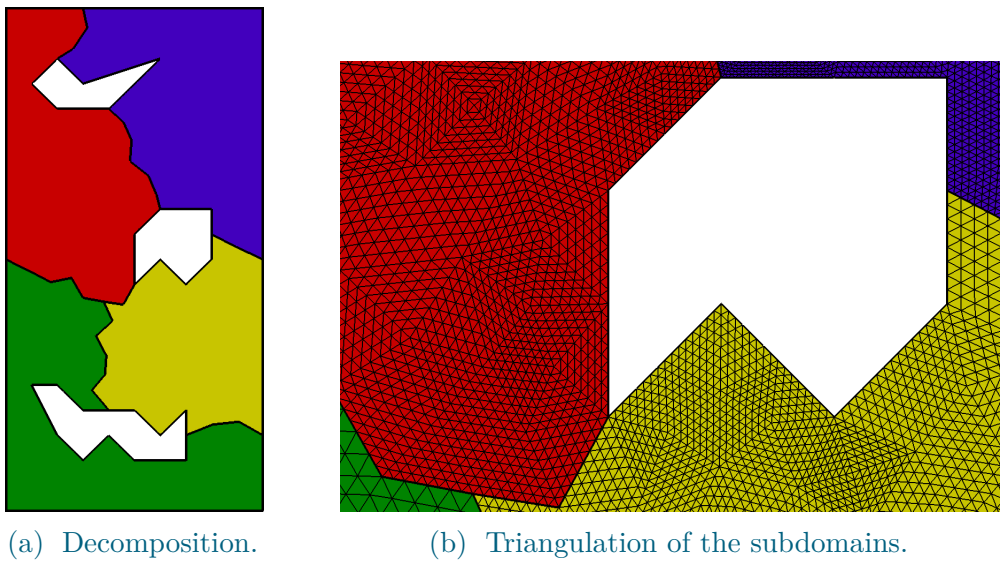 (a) Decomposition.
(b) Triangulation of the subdomains.